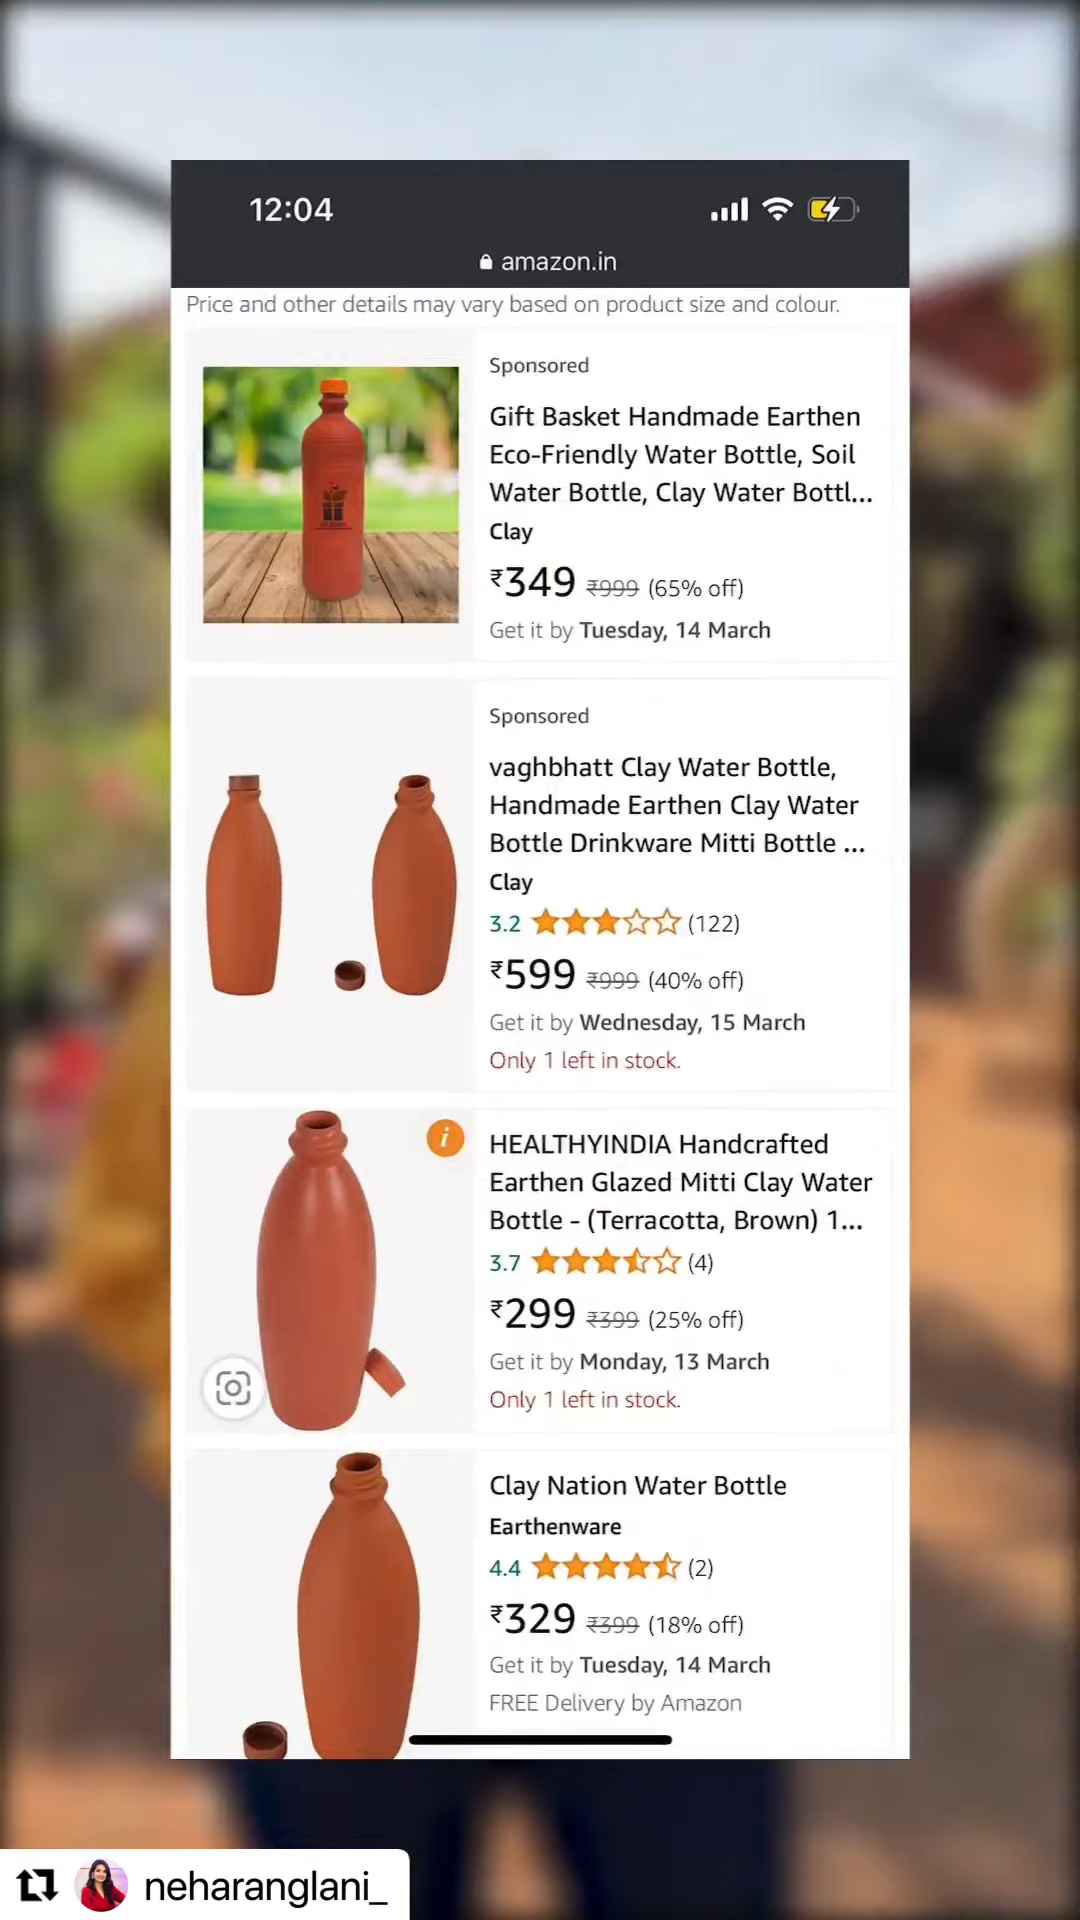 12:04
amazon.in
Price and other details may vary based on product size and colour.
Sponsored
Gift Basket Handmade Earthen
Eco-Friendly Water Bottle, Soil
Water Bottle, Clay Water Bottl...
Clay
₹349 ₹999 (65% off)
Get it by Tuesday, 14 March
Sponsored
vaghbhatt Clay Water Bottle,
Handmade Earthen Clay Water
Bottle Drinkware Mitti Bottle ...
Clay
3.2 (122)
₹599 ₹999 (40% off)
Get it by Wednesday, 15 March
Only 1 left in stock.
i
HEALTHYINDIA Handcrafted
Earthen Glazed Mitti Clay Water
Bottle - (Terracotta, Brown) 1...
3.7 (4)
₹299 ₹399 (25% off)
Get it by Monday, 13 March
Only 1 left in stock.
Clay Nation Water Bottle
Earthenware
4.4 (2)
₹329 ₹399 (18% off)
Get it by Tuesday, 14 March
FREE Delivery by Amazon
neharanglani_